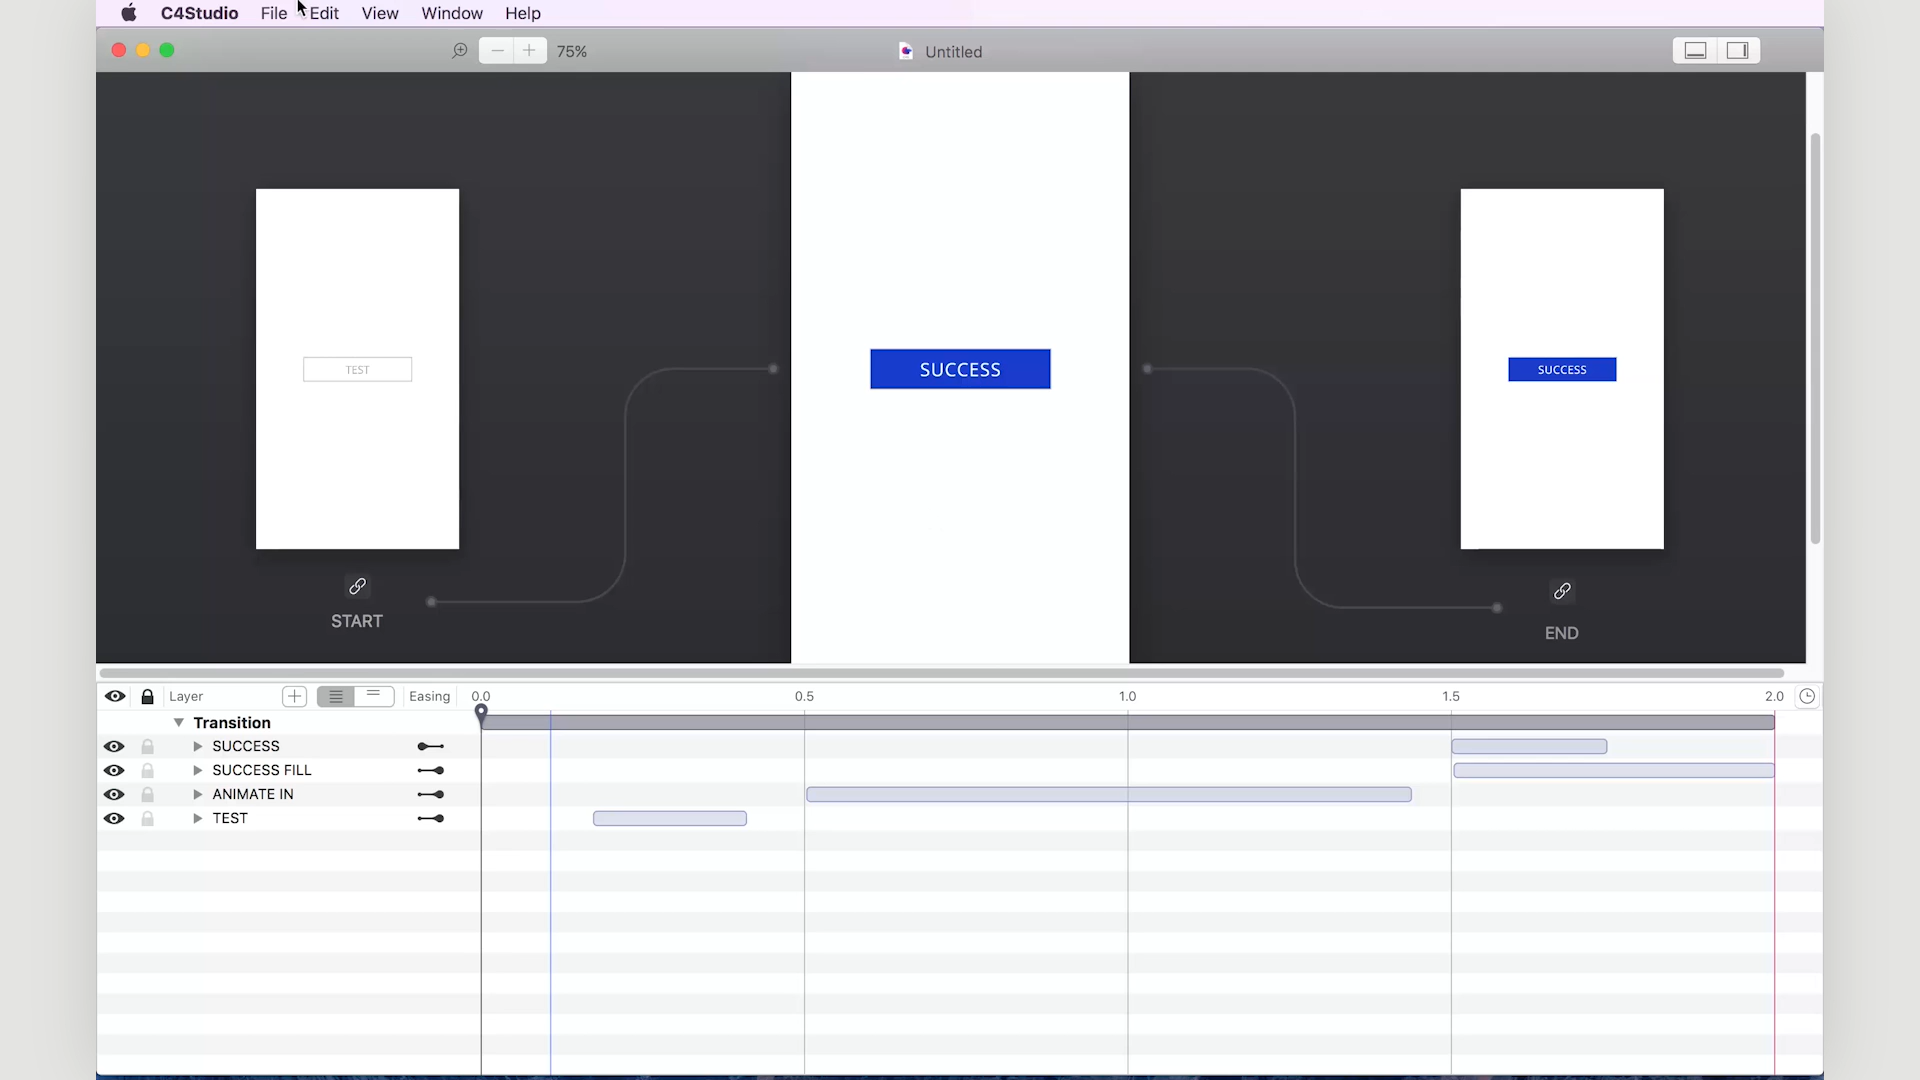 C4Studio File Edit View Window Help
75% Untitled
TEST
SUCCESS
SUCCESS
START
END
Layer Easing 0.0 0.5 1.0 1.5 2.0
Transition
SUCCESS
SUCCESS FILL
ANIMATE IN
TEST